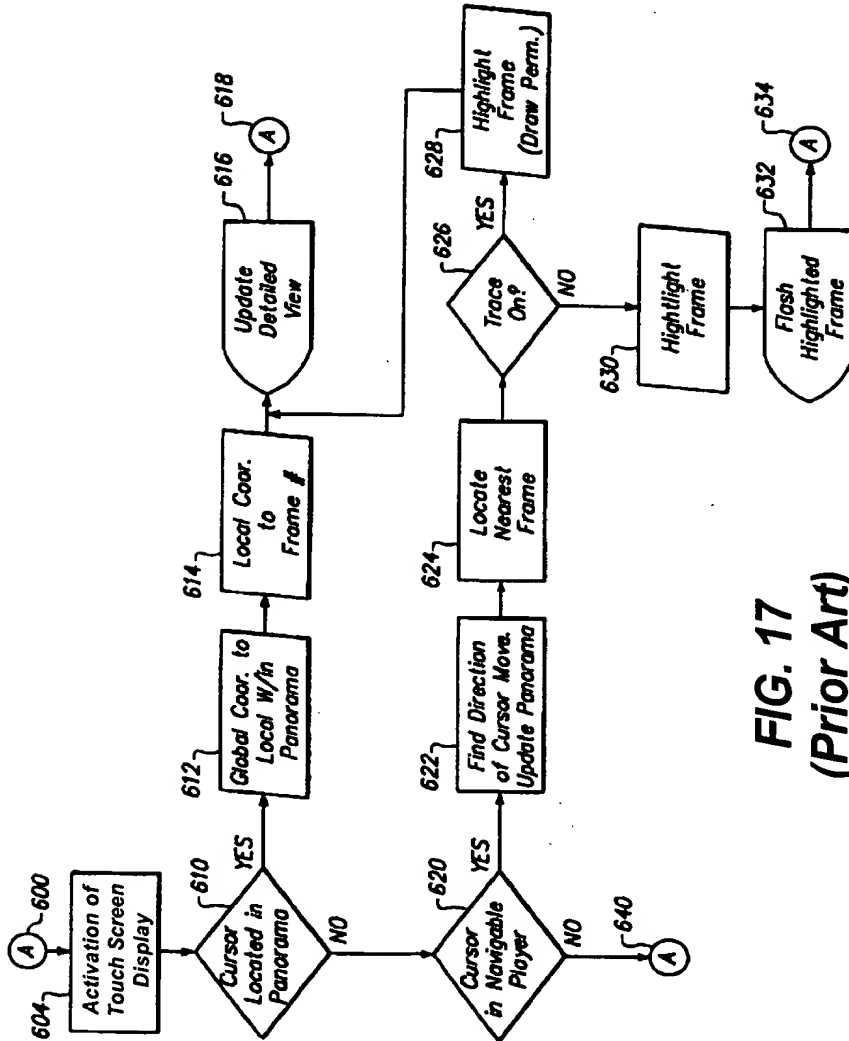 A
600
604
Activation of
Touch Screen
Display
610
Cursor
Located in
Panorama
YES
NO
612
Global Coor. to
Local W/in
Panorama
614
Local Coor.
to
Frame #
616
Update
Detailed
View
618
A
620
Cursor
in Navigable
Player
YES
NO
640
A
622
Find Direction
of Cursor Move.
Update Panorama
624
Locate
Nearest
Frame
626
Trace
On?
YES
NO
628
Highlight
Frame
(Draw Perm.)
630
Hightlight
Frame
632
Flash
Highlighted
Frame
634
A
FIG. 17
(Prior Art)